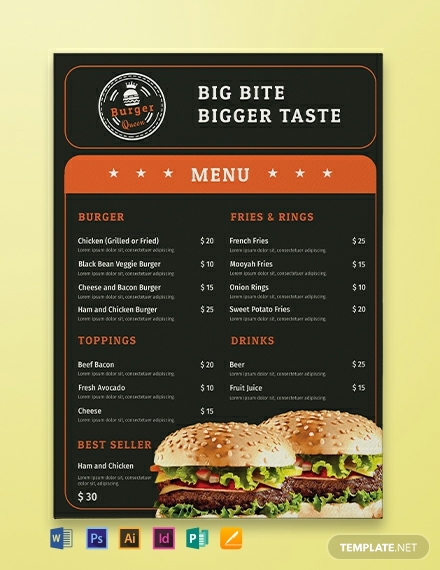 Burger
Queen
BIG BITE
BIGGER TASTE
MENU
BURGER
Chicken (Grilled or Fried) $ 20
Lorem ipsum dolor sit, consectetuer adipiscing.
Black Bean Veggie Burger $ 10
Lorem ipsum dolor sit, consectetuer adipiscing.
Cheese and Bacon Burger $ 15
Lorem ipsum dolor sit, consectetuer adipiscing.
Ham and Chicken Burger $ 25
Lorem ipsum dolor sit, consectetuer adipiscing.
FRIES & RINGS
French Fries $ 25
Lorem ipsum dolor sit, consectetuer adipiscing.
Mooyah Fries $ 15
Lorem ipsum dolor sit, consectetuer adipiscing.
Onion Rings $ 10
Lorem ipsum dolor sit, consectetuer adipiscing.
Sweet Potato Fries $ 20
Lorem ipsum dolor sit, consectetuer adipiscing.
TOPPINGS
Beef Bacon $ 20
Lorem ipsum dolor sit, consectetuer adipiscing.
Fresh Avocado $ 10
Lorem ipsum dolor sit, consectetuer adipiscing.
Cheese $ 15
Lorem ipsum dolor sit, consectetuer adipiscing.
DRINKS
Beer $ 25
Lorem ipsum dolor sit, consectetuer adipiscing.
Fruit Juice $ 15
Lorem ipsum dolor sit, consectetuer adipiscing.
BEST SELLER
Ham and Chicken
Lorem ipsum dolor sit, consectetuer
adipiscing.
$ 30
W
Ps
Ai
Id
P
TEMPLATE.NET